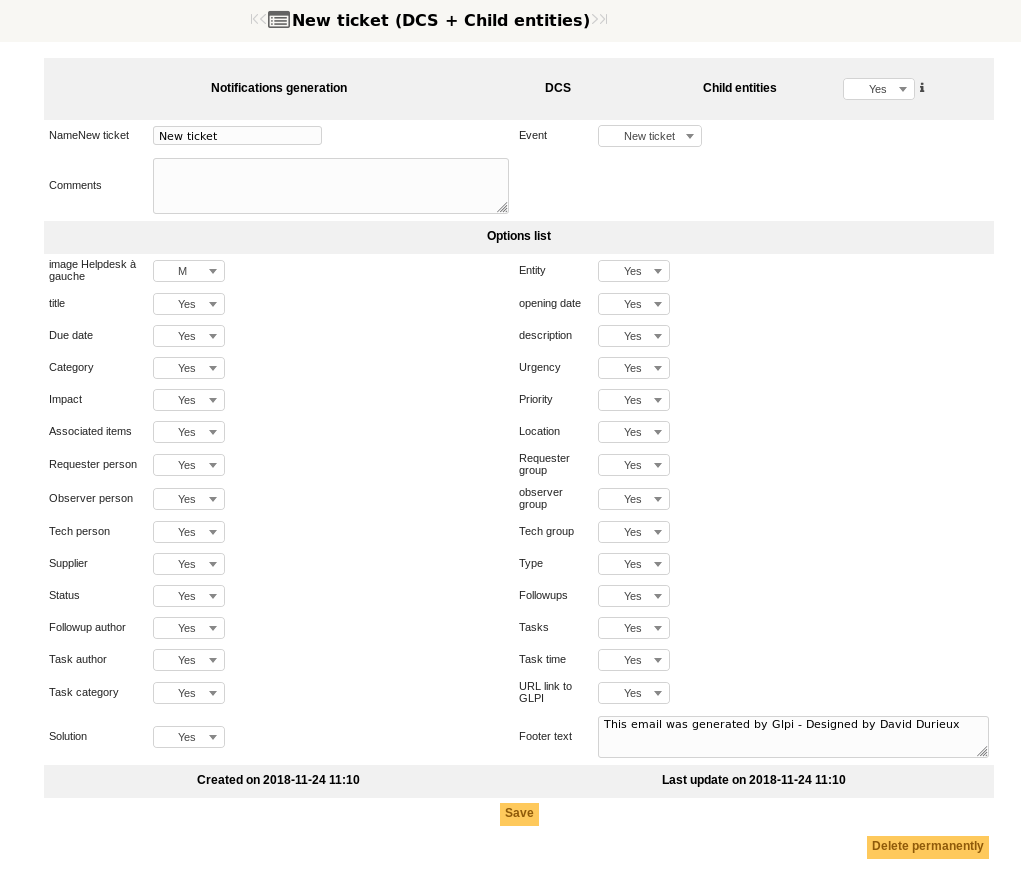 New ticket (DCS + Child entities)
Notifications generation DCS Child entities Yes
NameNew ticket New ticket Event New ticket
Comments
Options list
image Helpdesk à
gauche M Entity Yes
title Yes opening date Yes
Due date Yes description Yes
Category Yes Urgency Yes
Impact Yes Priority Yes
Associated items Yes Location Yes
Requester person Yes Requester
group Yes
Observer person Yes observer
group Yes
Tech person Yes Tech group Yes
Supplier Yes Type Yes
Status Yes Followups Yes
Followup author Yes Tasks Yes
Task author Yes Task time Yes
Task category Yes URL link to
GLPI Yes
Solution Yes Footer text This email was generated by Glpi - Designed by David Durieux
Created on 2018-11-24 11:10 Last update on 2018-11-24 11:10
Save
Delete permanently